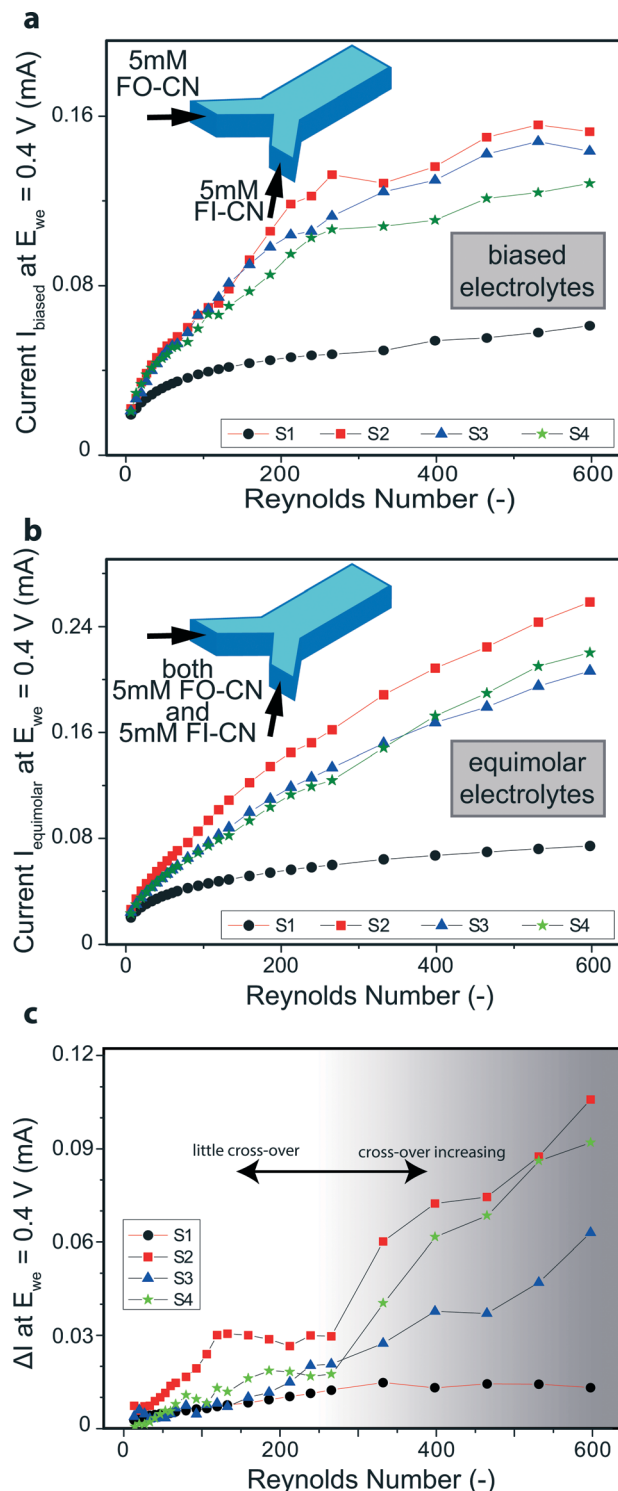 a
Current I_biased at E_we = 0.4 V (mA)
0.16
0.08
0
5mM
FO-CN
5mM
FI-CN
biased
electrolytes
S1 S2 S3 S4
0 200 400 600
Reynolds Number (-)
b
Current I_equimolar at E_we = 0.4 V (mA)
0.24
0.16
0.08
0
both
5mM FO-CN
and
5mM FI-CN
equimolar
electrolytes
S1 S2 S3 S4
0 200 400 600
Reynolds Number (-)
c
ΔI at E_we = 0.4 V (mA)
0.12
0.09
0.06
0.03
0
little cross-over cross-over increasing
S1
S2
S3
S4
0 200 400 600
Reynolds Number (-)